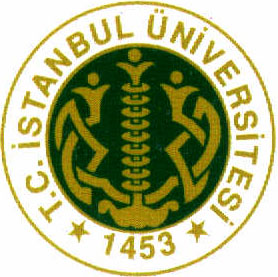 T.C. İSTANBUL ÜNİVERSİTESİ
★ 1453 ★